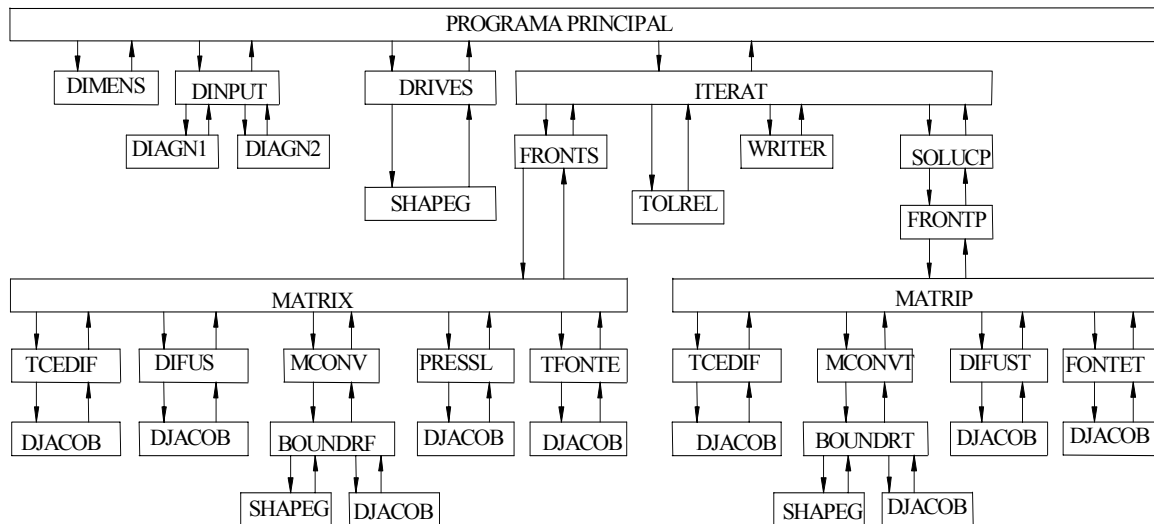 PROGRAMA PRINCIPAL
DIMENS
DINPUT
DRIVES
ITERAT
DIAGN1
DIAGN2
FRONTS
WRITER
SOLUCP
SHAPEG
TOLREL
FRONTP
MATRIX
MATRIP
TCEDIF
DIFUS
MCONV
PRESSL
TFONTE
TCEDIF
MCONVT
DIFUST
FONTET
DJACOB
DJACOB
BOUNDRF
DJACOB
DJACOB
DJACOB
BOUNDRT
DJACOB
DJACOB
SHAPEG
DJACOB
SHAPEG
DJACOB